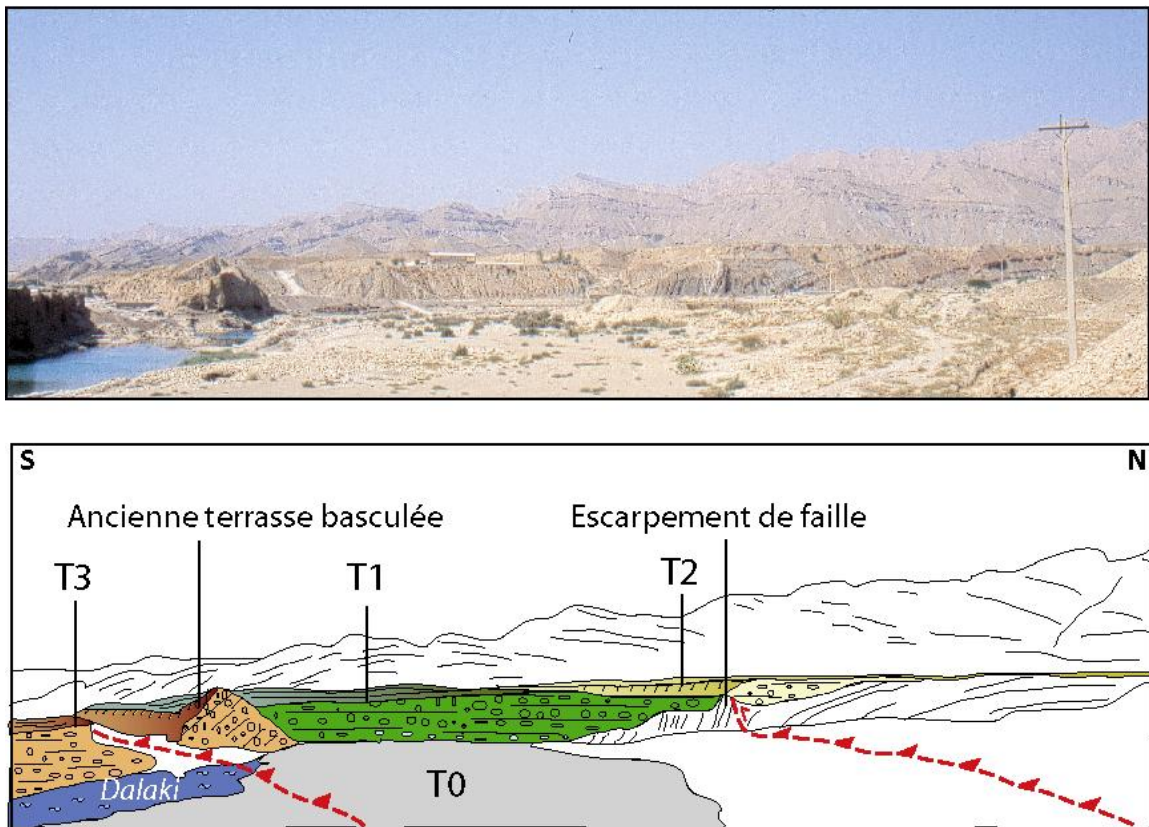 S
N
Ancienne terrasse basculée
Escarpement de faille
T3
T1
T2
Dalaki
T0